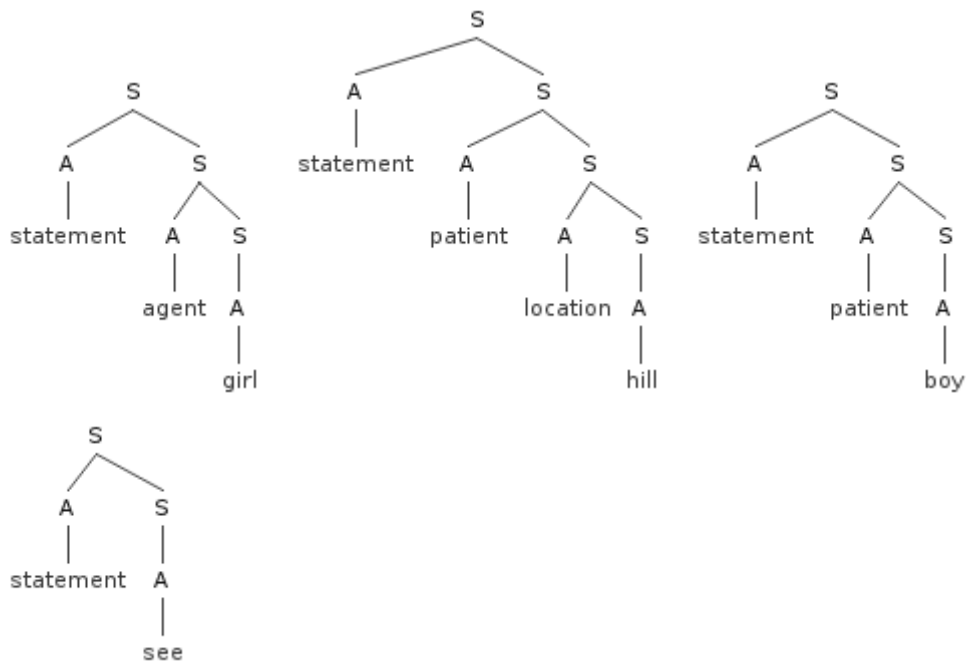 S
S A S S
A S statement A S A S
statement A S patient A S statement A S
agent A location A patient A
girl hill boy
S
A S
statement A
see